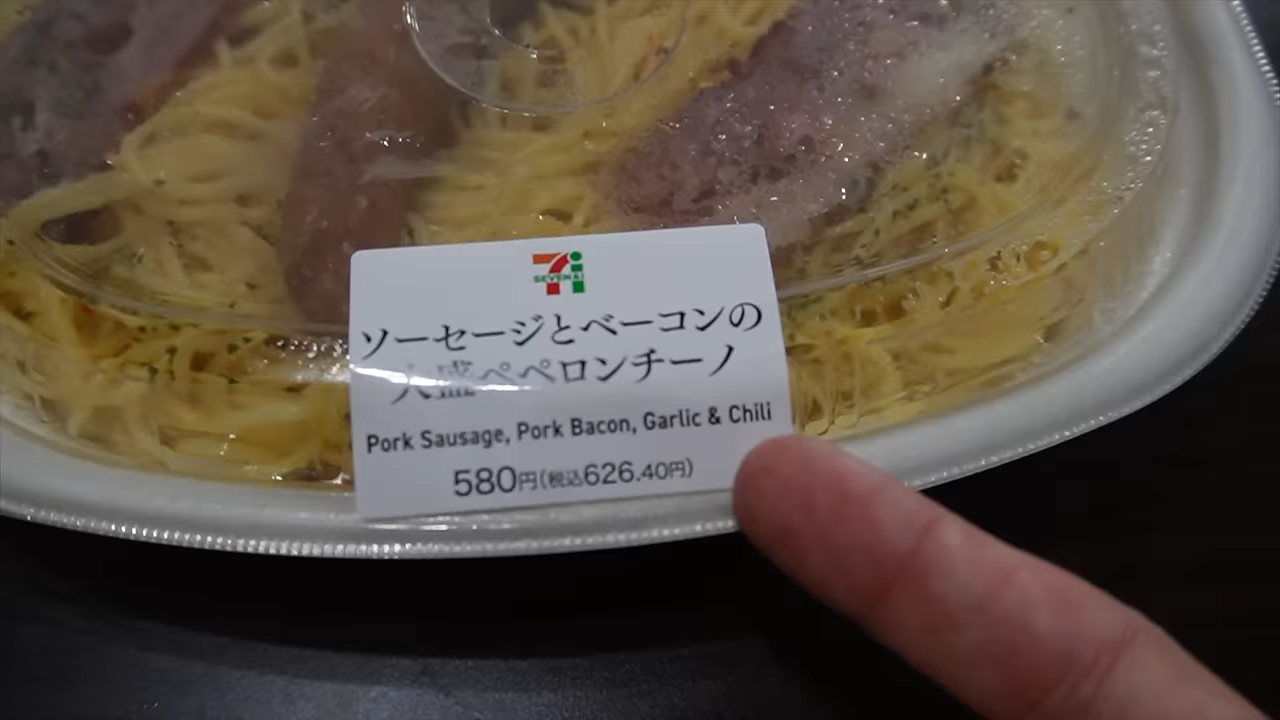 SEVEN&i
ソーセージとベーコンの
大盛ペペロンチーノ
Pork Sausage, Pork Bacon, Garlic & Chili
580円(税込626.40円)